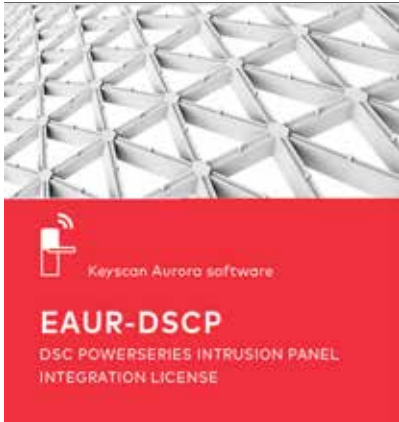 Keyscan Aurora software
EAUR-DSCP
DSC POWERSERIES INTRUSION PANEL
INTEGRATION LICENSE